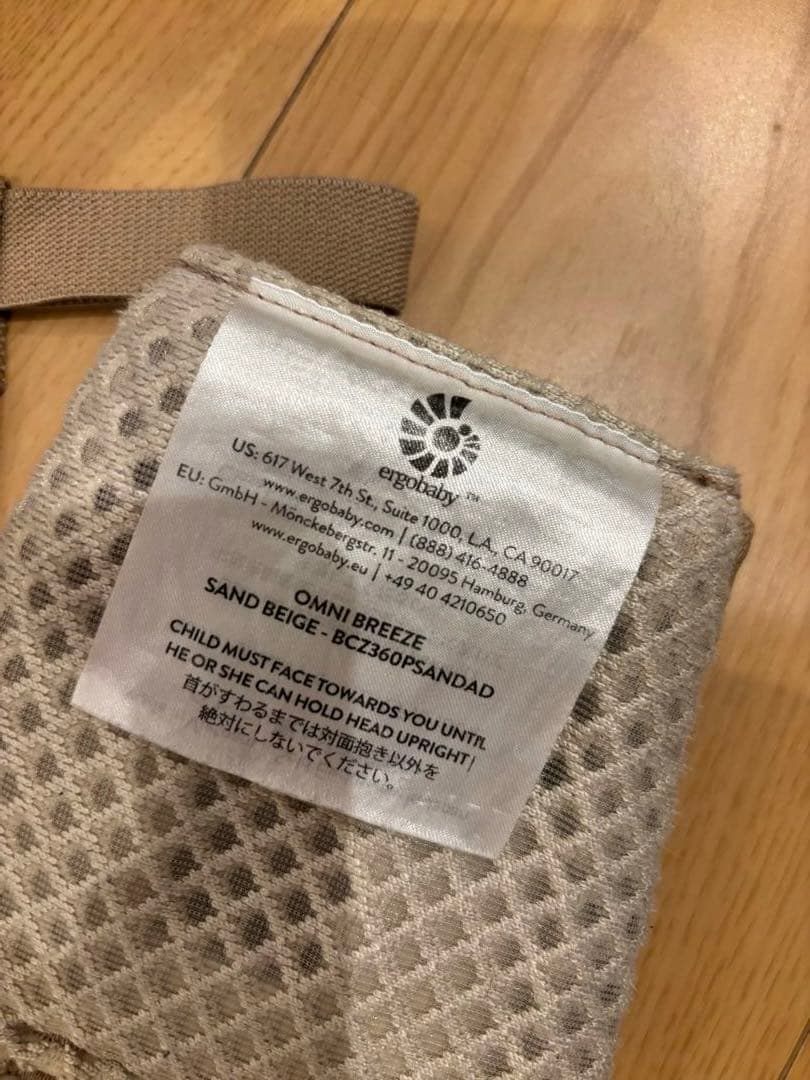 ergobaby™
US: 617 West 7th St., Suite 1000, L.A., CA 90017
www.ergobaby.com | (888) 416-4888
EU: GmbH - Mönckebergstr. 11 - 20095 Hamburg, Germany
www.ergobaby.eu | +49 40 4210650
OMNI BREEZE
SAND BEIGE - BCZ360PSANDAD
CHILD MUST FACE TOWARDS YOU UNTIL
HE OR SHE CAN HOLD HEAD UPRIGHT/
首がすわるまでは対面抱き以外を
絶対にしないでください。